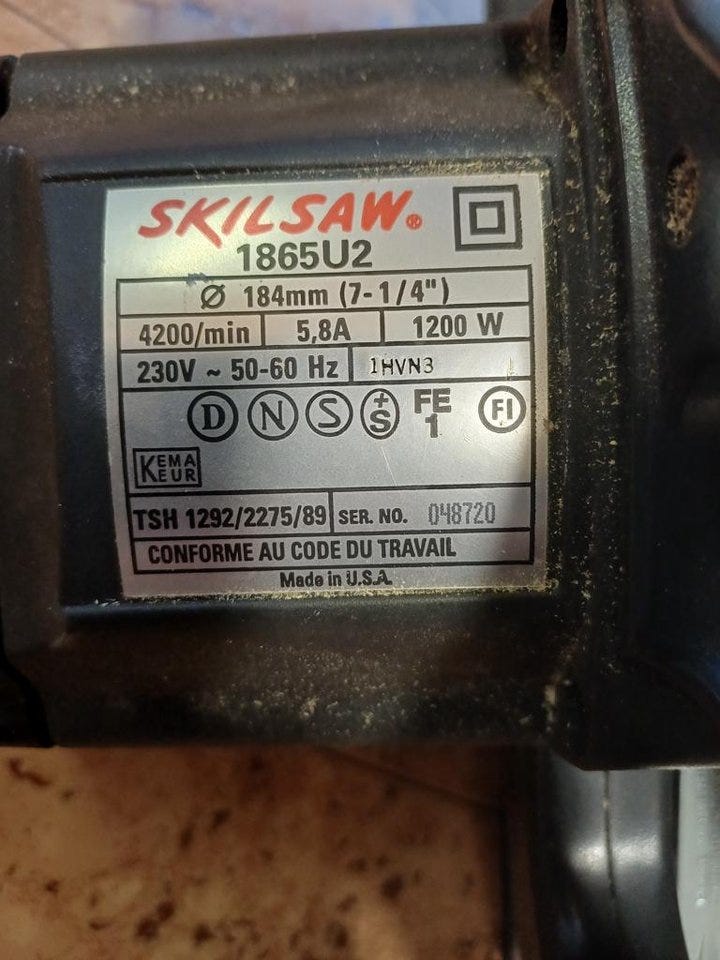 SKILSAW®
1865U2
Ø 184mm (7-1/4")
4200/min 5,8A 1200 W
230V ~ 50-60 Hz 1HVN3
D N S +S FE 1 FI
KEMA KEUR
TSH 1292/2275/89 SER. NO. 048720
CONFORME AU CODE DU TRAVAIL
Made in U.S.A.